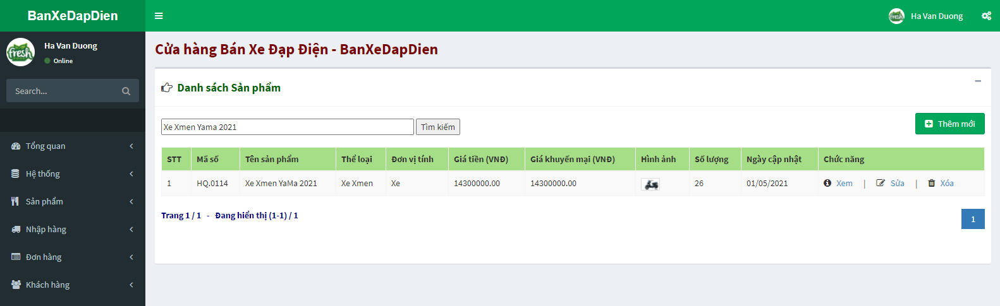 BanXeDapDien
Ha Van Duong
Ha Van Duong
Online
Search...
Tổng quan
Hệ thống
Sản phẩm
Nhập hàng
Đơn hàng
Khách hàng
Cửa hàng Bán Xe Đạp Điện - BanXeDapDien
Danh sách Sản phẩm
Xe Xmen Yama 2021 Tìm kiếm
Thêm mới
STT Mã số Tên sản phẩm Thể loại Đơn vị tính Giá tiền (VNĐ) Giá khuyến mại (VNĐ) Hình ảnh Số lượng Ngày cập nhật Chức năng
1 HQ.0114 Xe Xmen YaMa 2021 Xe Xmen Xe 14300000.00 14300000.00 26 01/05/2021 Xem | Sửa | Xóa
Trang 1 / 1 - Đang hiển thị (1-1) / 1
1